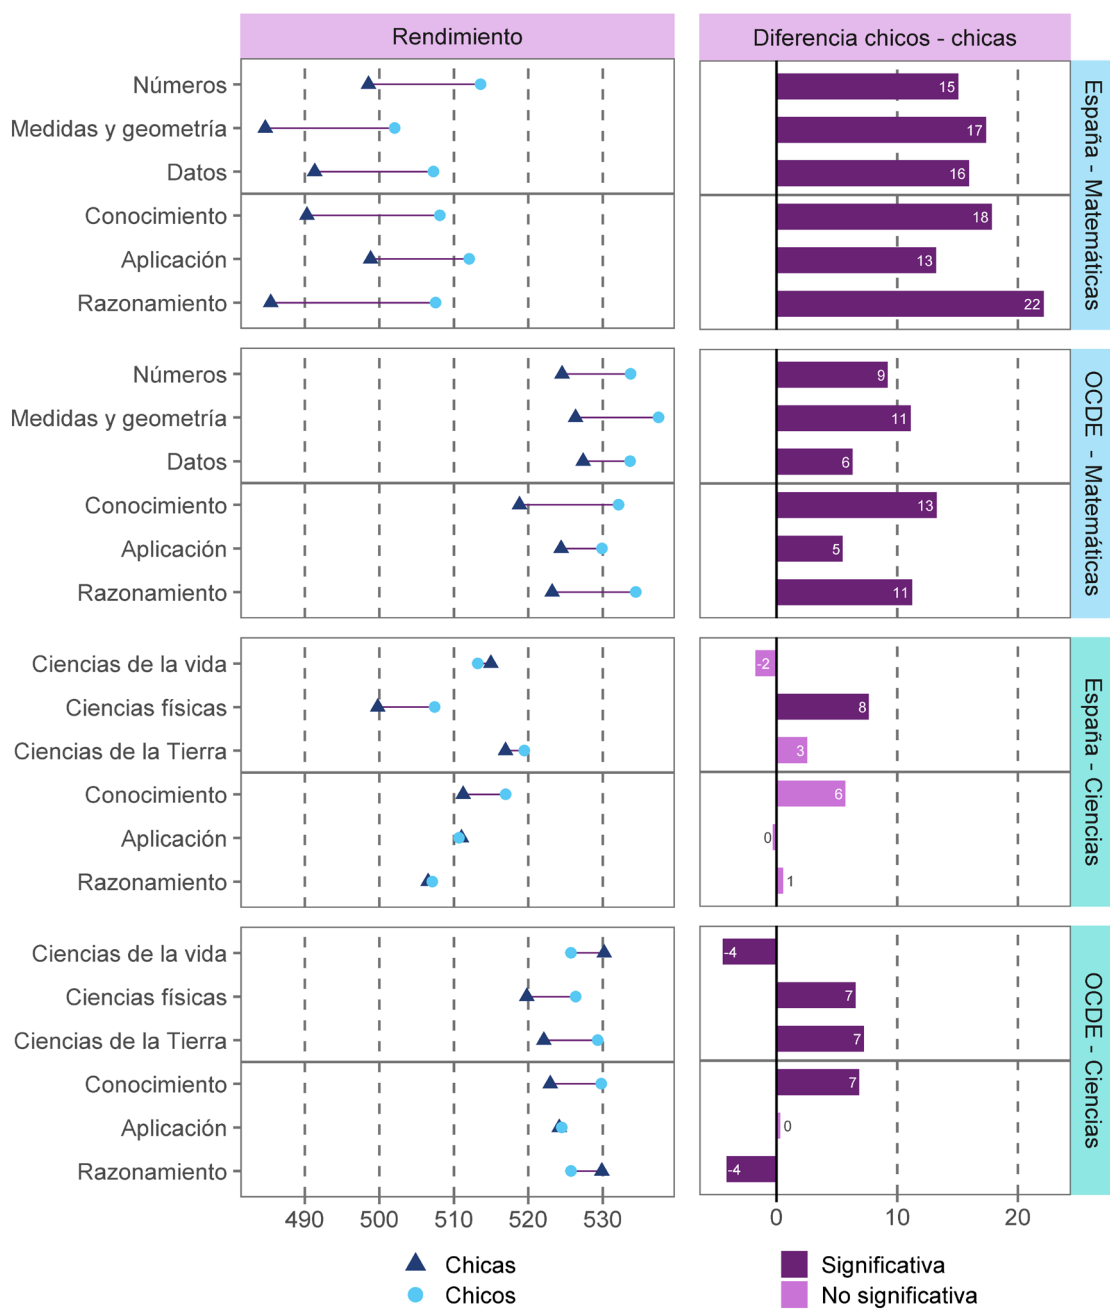 Rendimiento
Diferencia chicos - chicas
Números
15
Medidas y geometría
17
Datos
16
Conocimiento
18
Aplicación
13
Razonamiento
22
España - Matemáticas
Números
9
Medidas y geometría
11
Datos
6
Conocimiento
13
Aplicación
5
Razonamiento
11
OCDE - Matemáticas
Ciencias de la vida
-2
Ciencias físicas
8
Ciencias de la Tierra
3
Conocimiento
6
Aplicación
0
Razonamiento
1
España - Ciencias
Ciencias de la vida
-4
Ciencias físicas
7
Ciencias de la Tierra
7
Conocimiento
7
Aplicación
0
Razonamiento
-4
OCDE - Ciencias
490 500 510 520 530
0 10 20
Chicas
Chicos
Significativa
No significativa